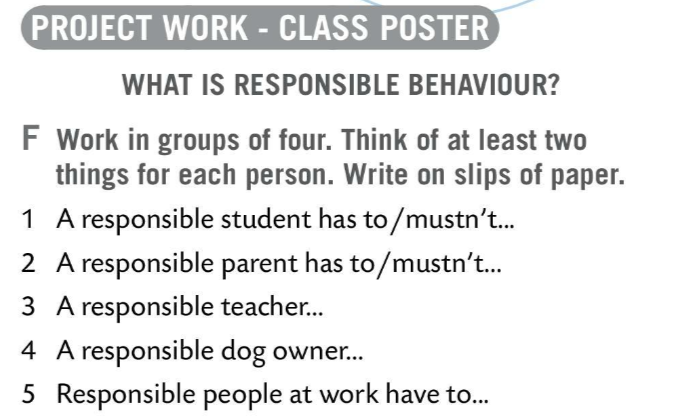 PROJECT WORK - CLASS POSTER
WHAT IS RESPONSIBLE BEHAVIOUR?
F Work in groups of four. Think of at least two
things for each person. Write on slips of paper.
1 A responsible student has to/mustn't...
2 A responsible parent has to/mustn't...
3 A responsible teacher...
4 A responsible dog owner...
5 Responsible people at work have to...